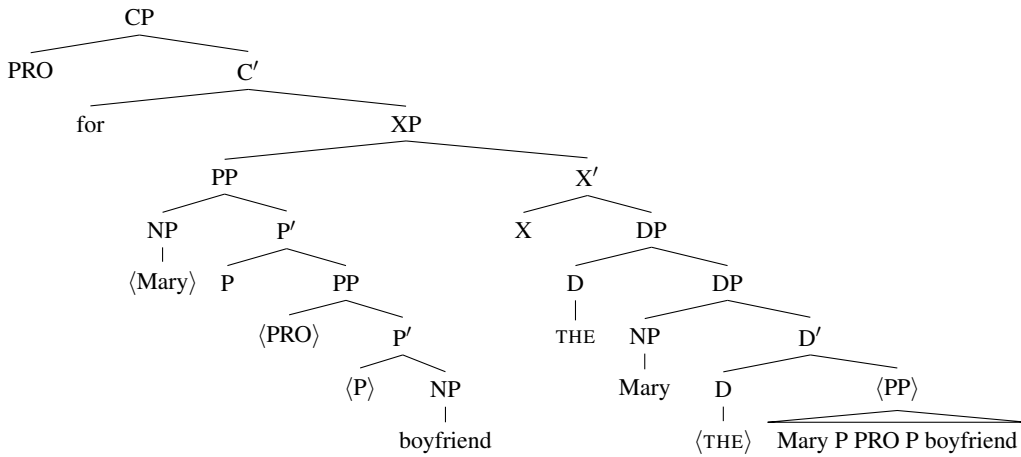 CP
PRO C′
for XP
PP X′
NP P′ X DP
⟨Mary⟩ P PP D DP
⟨PRO⟩ P′ THE NP D′
⟨P⟩ NP Mary D ⟨PP⟩
boyfriend ⟨THE⟩ Mary P PRO P boyfriend